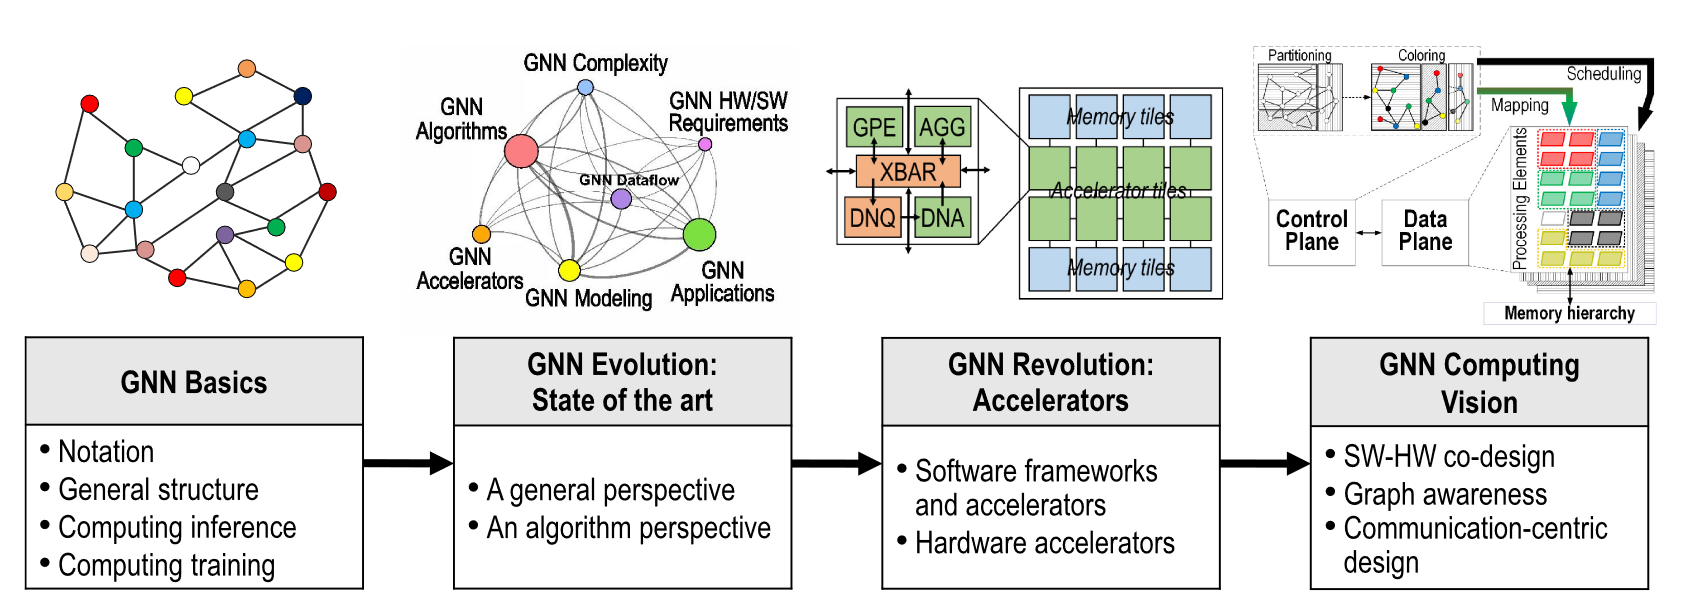 GNN Complexity
GNN
Algorithms
GNN HW/SW
Requirements
GNN Dataflow
GNN
Accelerators
GNN Modeling
GNN
Applications
GPE
AGG
XBAR
DNQ
DNA
Memory tiles
Accelerator tiles
Memory tiles
Partitioning
Coloring
Scheduling
Mapping
Control
Plane
Data
Plane
Processing Elements
Memory hierarchy
GNN Basics
• Notation
• General structure
• Computing inference
• Computing training
GNN Evolution:
State of the art
• A general perspective
• An algorithm perspective
GNN Revolution:
Accelerators
• Software frameworks
and accelerators
• Hardware accelerators
GNN Computing
Vision
• SW-HW co-design
• Graph awareness
• Communication-centric
design